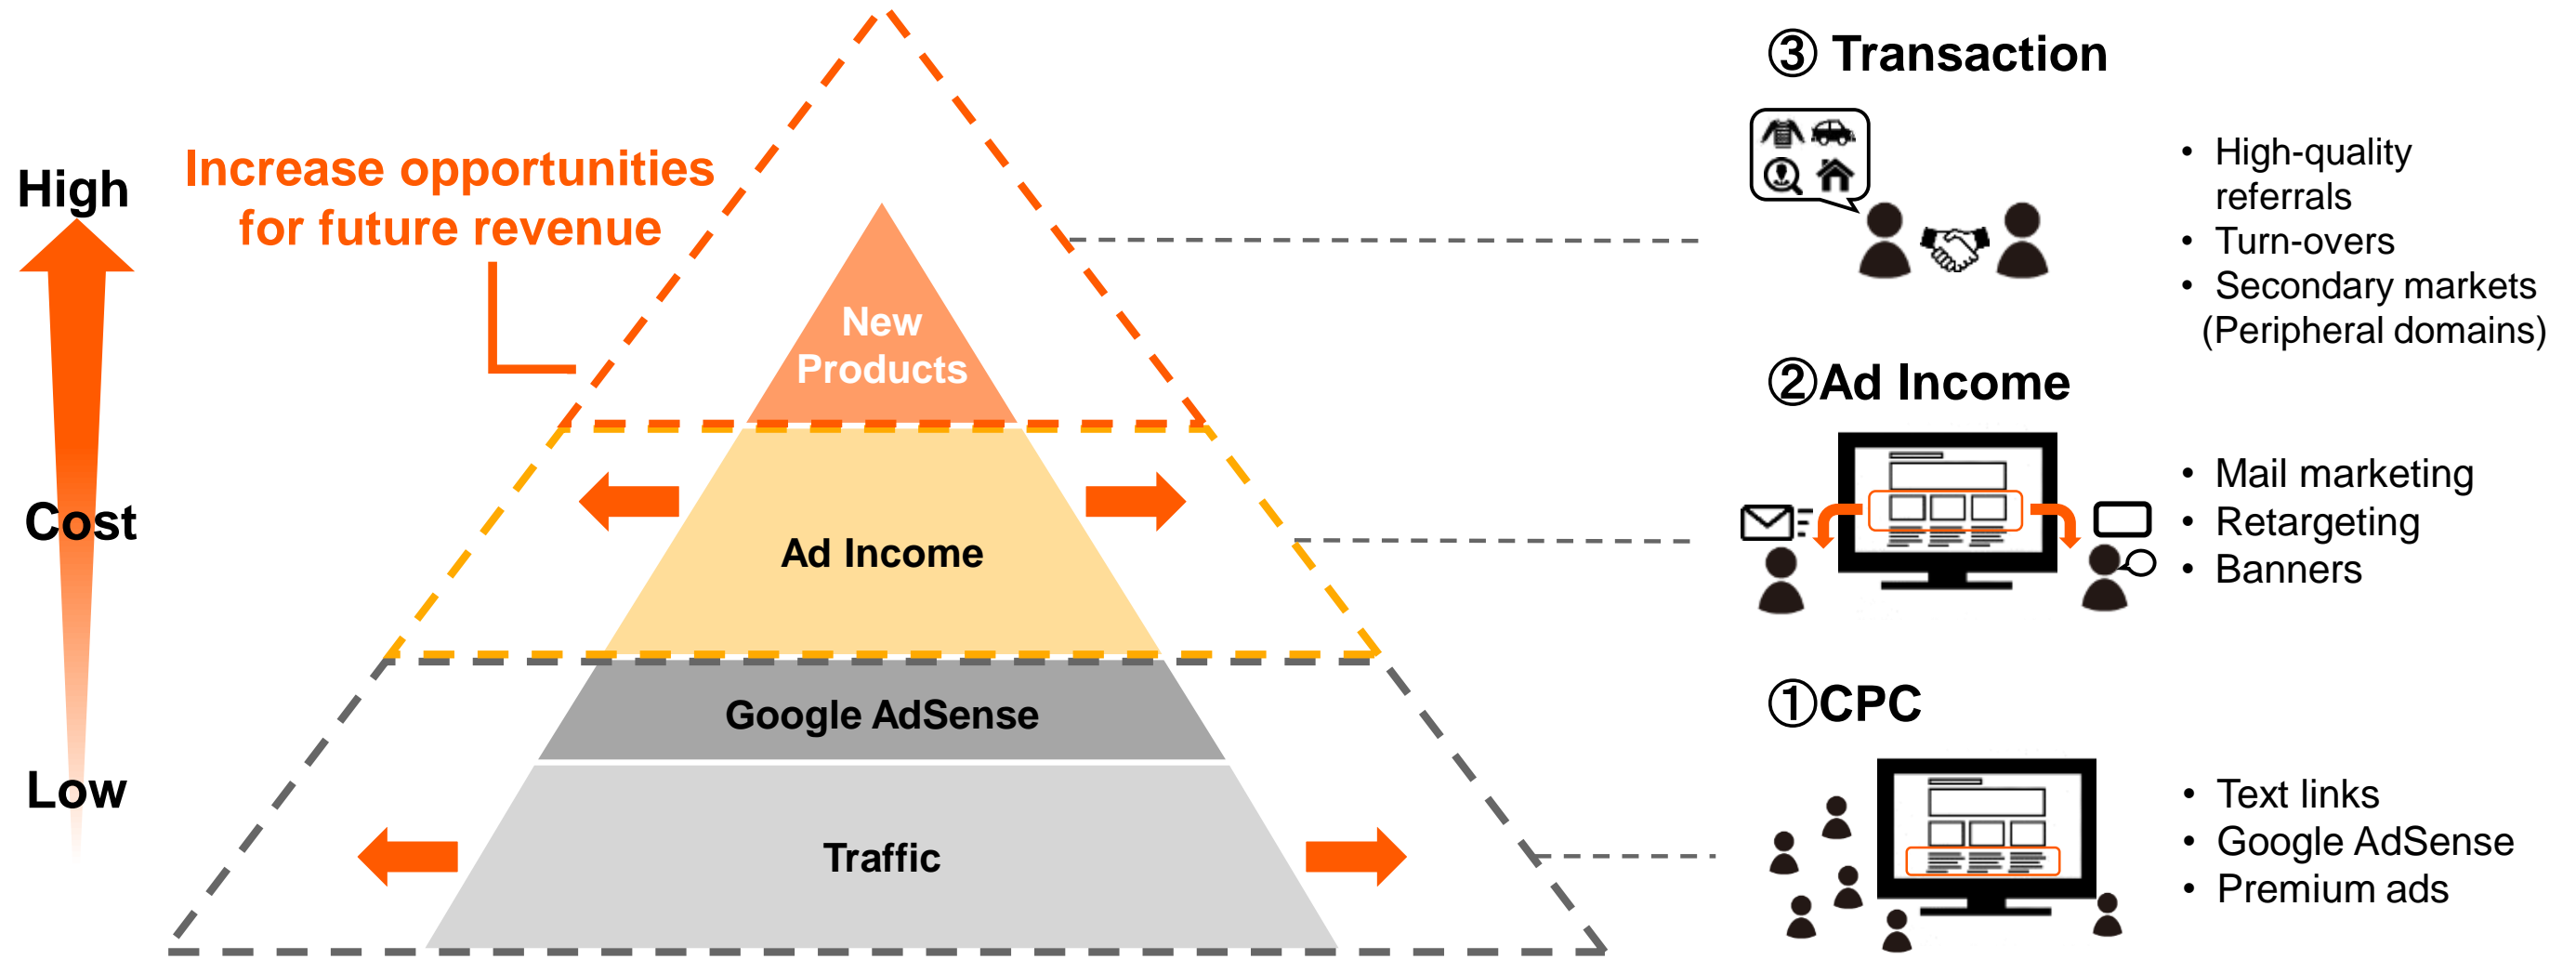 High
Cost
Low
Increase opportunities
for future revenue
New
Products
Ad Income
Google AdSense
Traffic
③ Transaction
• High-quality
referrals
• Turn-overs
• Secondary markets
(Peripheral domains)
②Ad Income
• Mail marketing
• Retargeting
• Banners
①CPC
• Text links
• Google AdSense
• Premium ads